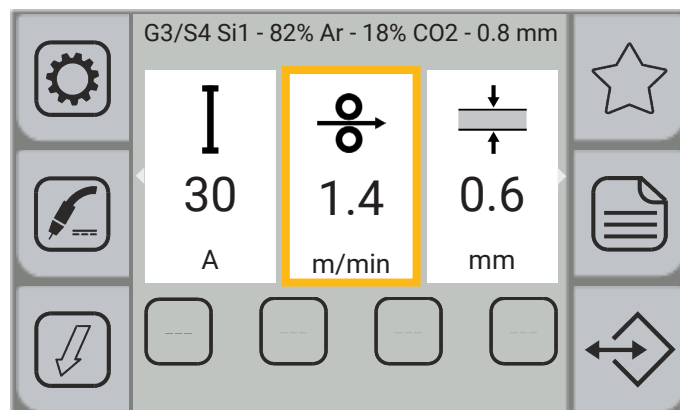 G3/S4 Si1 - 82% Ar - 18% CO2 - 0.8 mm
30 1.4 0.6
A m/min mm
--- --- --- ---